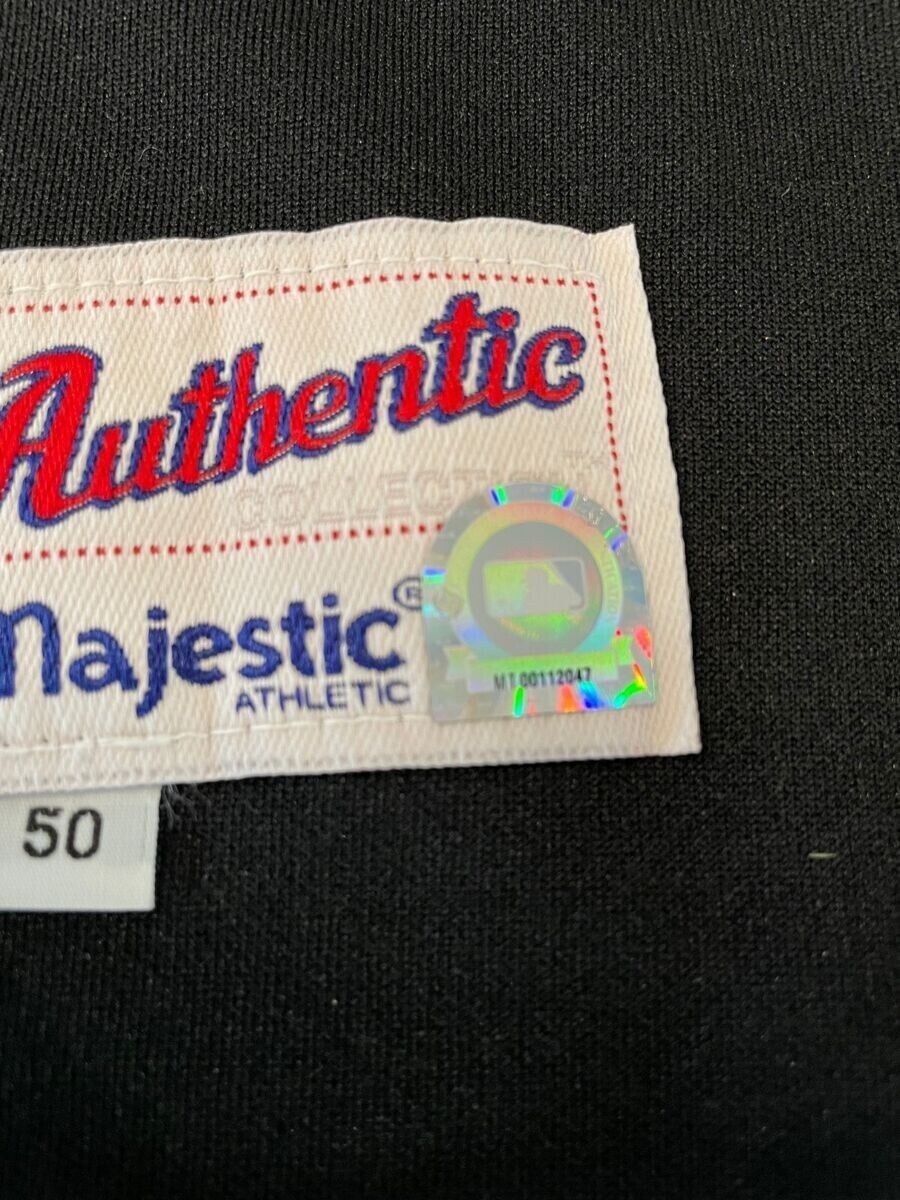 Authentic
COLLECTION
Majestic®
ATHLETIC
MT 00112047
50